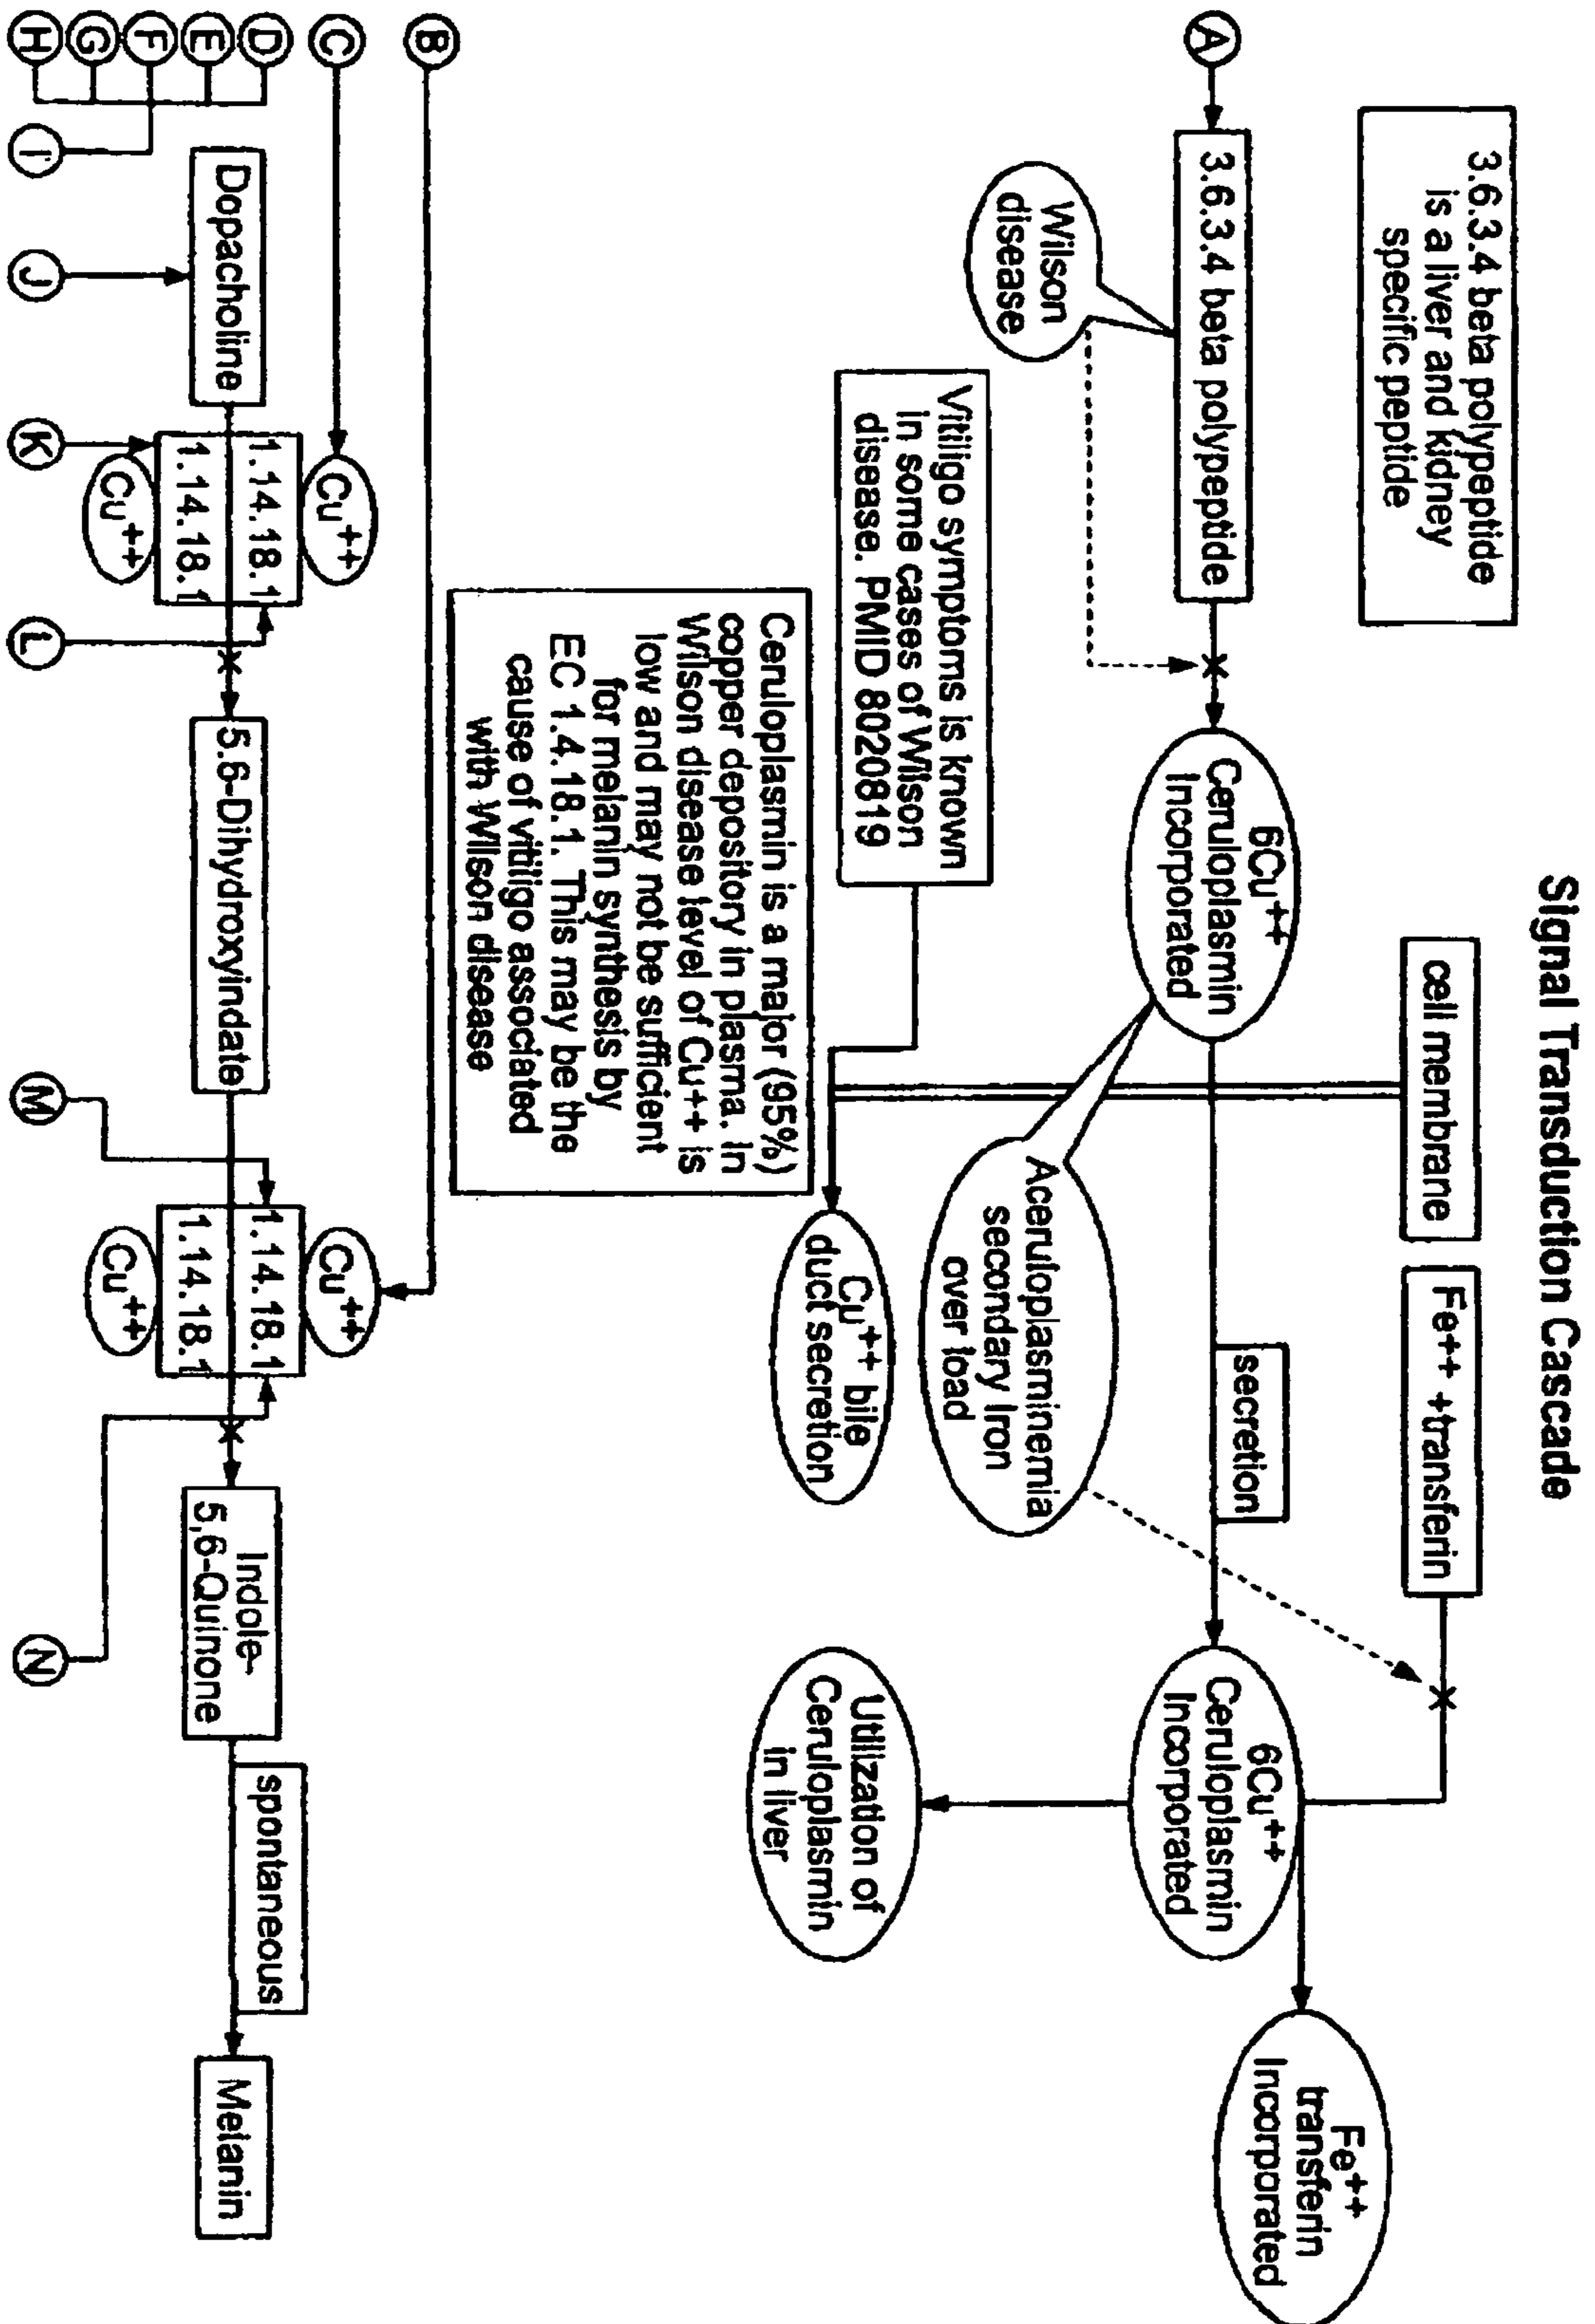 Signal Transduction Cascade
3.6.3.4 beta polypeptide
is a liver and kidney
specific peptide
cell membrane
Fe++ +transferin
A
3.6.3.4 beta polypeptide
6Cu++
Ceruloplasmin
Incorporated
secretion
6Cu++
Ceruloplasmin
Incorporated
Fe++
transferin
Incorporated
Wilson
disease
Aceruloplasminemia
secondary Iron
over load
Vitiligo symptoms is known
in some cases of Wilson
disease. PMID 8020819
Cu++ bile
duct secretion
Utilization of
Ceruloplasmin
in liver
Ceruloplasmin is a major (95%)
copper depository in plasma. In
Wilson disease level of Cu++ is
low and may not be sufficient
for melanin synthesis by
EC 1.4.18.1. This may be the
cause of vitiligo associated
with Wilson disease
B
C
Cu++
Cu++
D
E
F
G
H
Dopacholine
1.14.18.1
1.14.18.1
5.6-Dihydroxyindate
1.14.18.1
1.14.18.1
Indole-
5,6-Quinone
spontaneous
Melanin
Cu++
Cu++
I
J
K
L
M
N